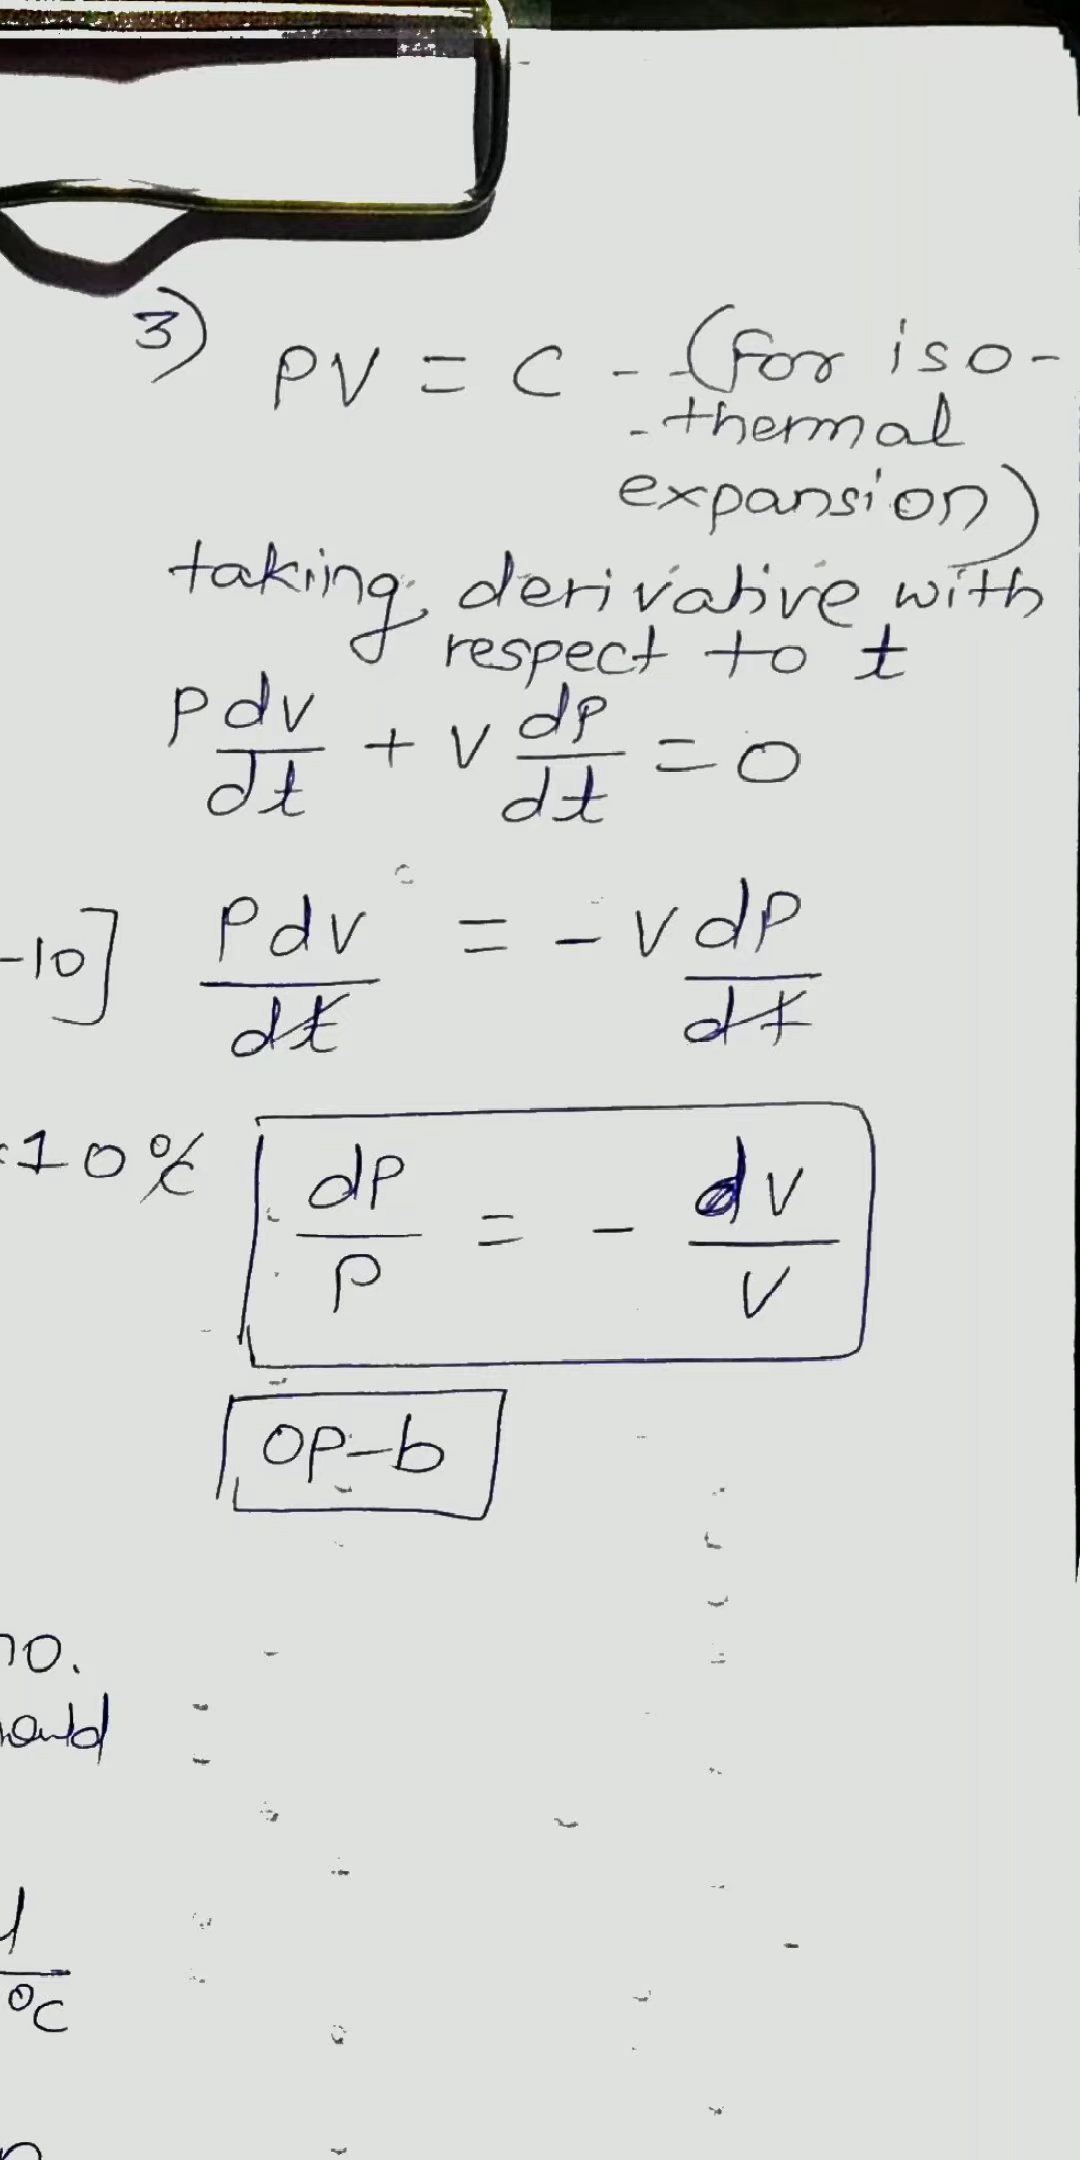 3) PV = C - - (For iso-
- thermal
expansion)
taking derivative with
respect to t
P dv/dt + V dP/dt = 0
-10] P dv/dt = - V dP/dt
10% dP/P = - dv/V
OP-b
no.
°C